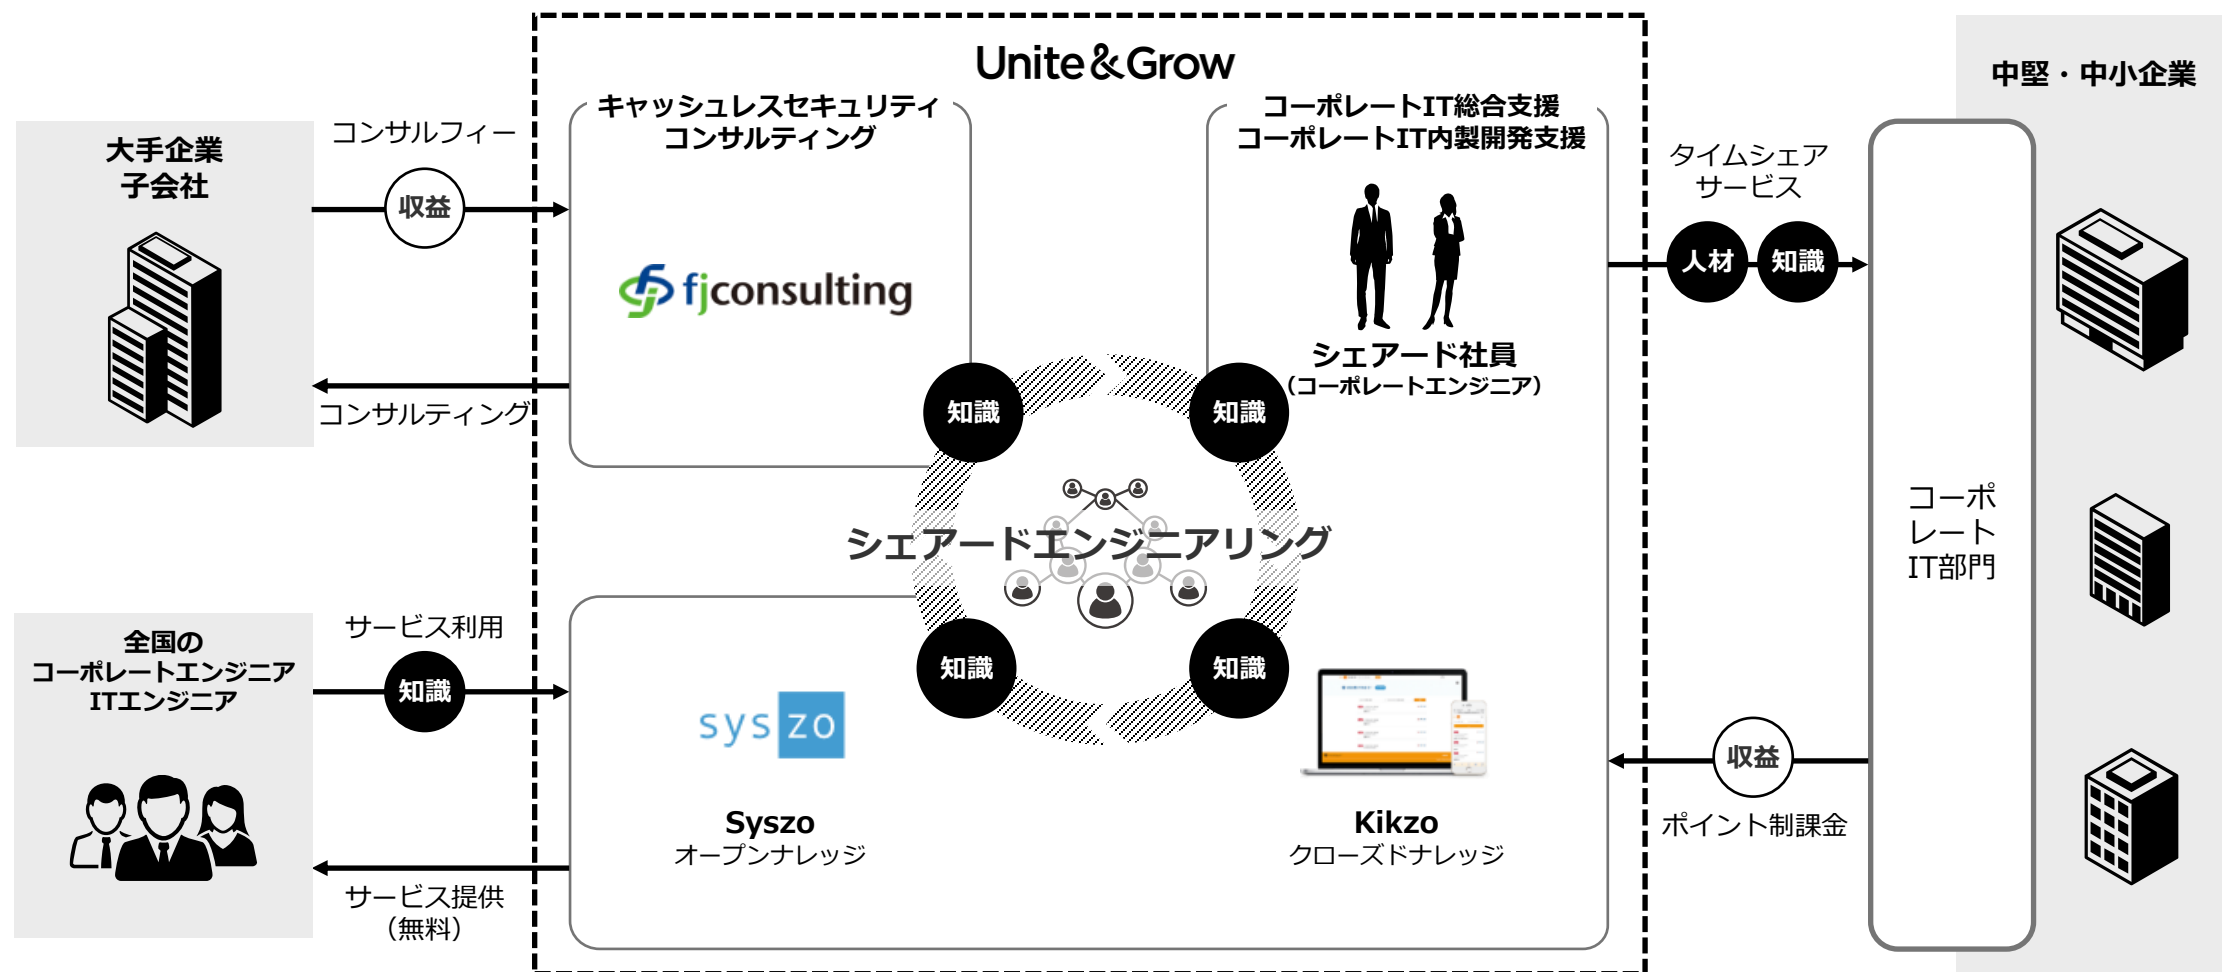 Unite&Grow
大手企業
子会社
コンサルフィー
収益
コンサルティング
キャッシュレスセキュリティ
コンサルティング
fjconsulting
コーポレートIT総合支援
コーポレートIT内製開発支援
シェアード社員
（コーポレートエンジニア）
知識
知識
シェアードエンジニアリング
知識
知識
全国の
コーポレートエンジニア
ITエンジニア
サービス利用
知識
サービス提供
（無料）
syszo
Syszo
オープンナレッジ
Kikzo
クローズドナレッジ
タイムシェア
サービス
人材
知識
収益
ポイント制課金
中堅・中小企業
コーポ
レート
IT部門